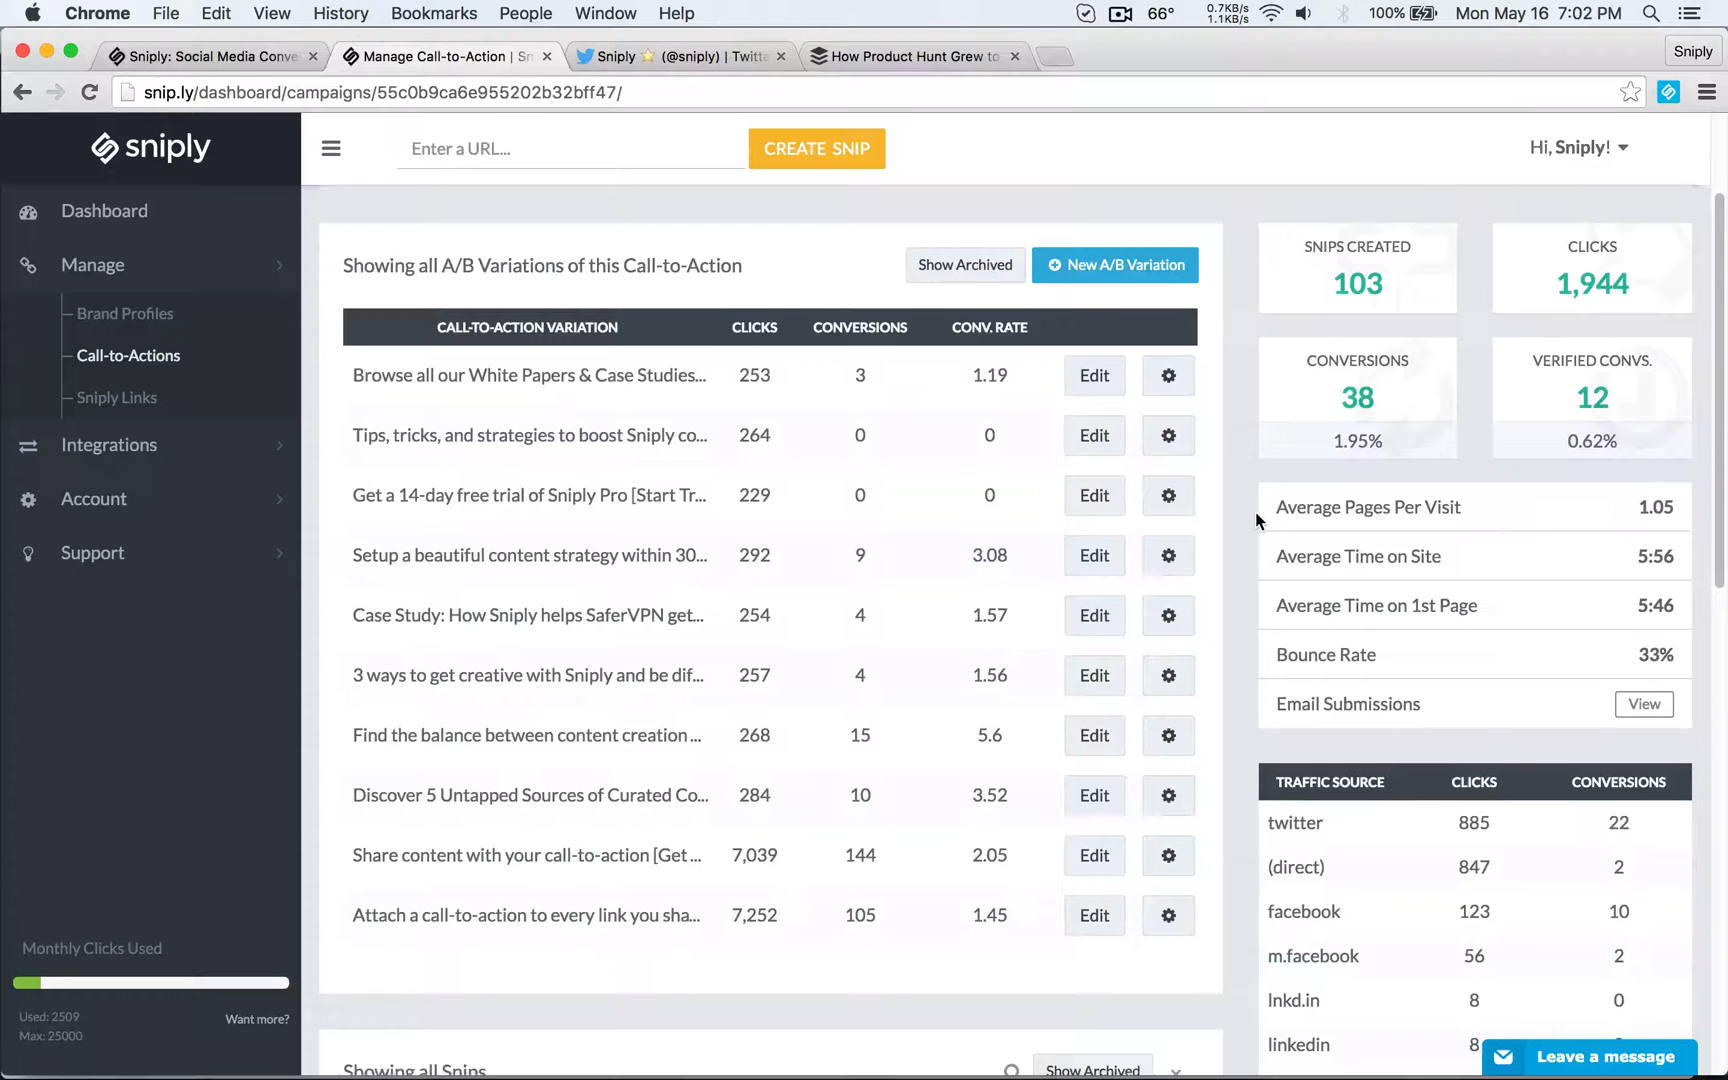 Chrome File Edit View History Bookmarks People Window Help 66° 0.7KB/s 1.1KB/s 100% Mon May 16 7:02 PM
Sniply: Social Media Conve
Manage Call-to-Action | Sn
Sniply ⭐ (@sniply) | Twitte
How Product Hunt Grew to
Sniply
snip.ly/dashboard/campaigns/55c0b9ca6e955202b32bff47/
sniply
Enter a URL...
CREATE SNIP
Hi, Sniply!
Dashboard
Manage
Brand Profiles
Call-to-Actions
Sniply Links
Integrations
Account
Support
Monthly Clicks Used
Used: 2509
Max: 25000
Want more?
Showing all A/B Variations of this Call-to-Action
Show Archived
New A/B Variation
CALL-TO-ACTION VARIATION CLICKS CONVERSIONS CONV. RATE
Browse all our White Papers & Case Studies... 253 3 1.19 Edit
Tips, tricks, and strategies to boost Sniply co... 264 0 0 Edit
Get a 14-day free trial of Sniply Pro [Start Tr... 229 0 0 Edit
Setup a beautiful content strategy within 30... 292 9 3.08 Edit
Case Study: How Sniply helps SaferVPN get... 254 4 1.57 Edit
3 ways to get creative with Sniply and be dif... 257 4 1.56 Edit
Find the balance between content creation ... 268 15 5.6 Edit
Discover 5 Untapped Sources of Curated Co... 284 10 3.52 Edit
Share content with your call-to-action [Get ... 7,039 144 2.05 Edit
Attach a call-to-action to every link you sha... 7,252 105 1.45 Edit
Showing all Snips
Show Archived
SNIPS CREATED
103
CLICKS
1,944
CONVERSIONS
38
1.95%
VERIFIED CONVS.
12
0.62%
Average Pages Per Visit 1.05
Average Time on Site 5:56
Average Time on 1st Page 5:46
Bounce Rate 33%
Email Submissions View
TRAFFIC SOURCE CLICKS CONVERSIONS
twitter 885 22
(direct) 847 2
facebook 123 10
m.facebook 56 2
lnkd.in 8 0
linkedin 8
Leave a message